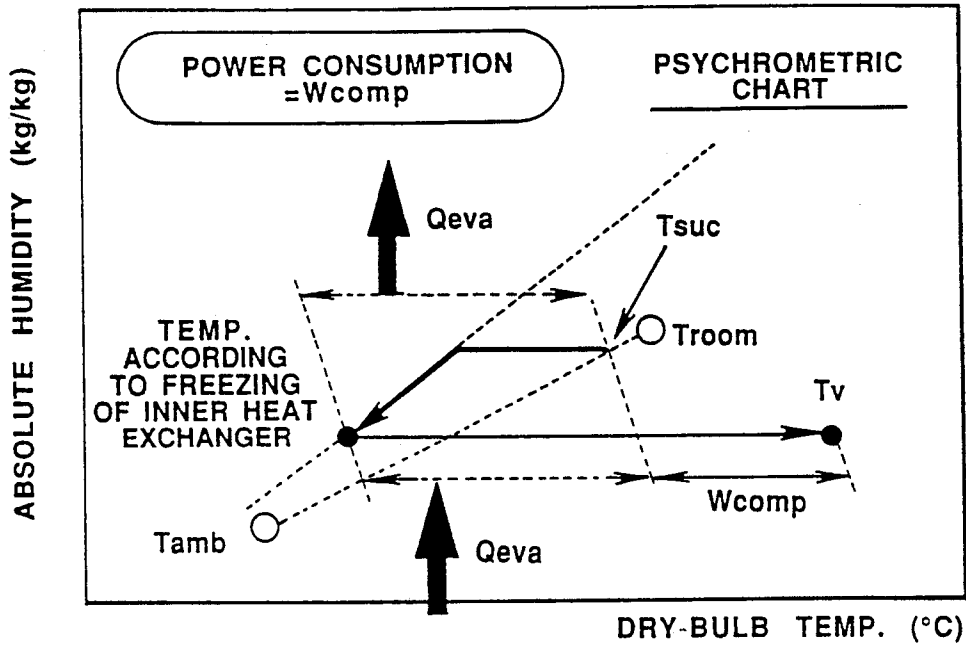 POWER CONSUMPTION
=Wcomp
PSYCHROMETRIC
CHART
ABSOLUTE HUMIDITY (kg/kg)
Qeva
Tsuc
TEMP.
ACCORDING
TO FREEZING
OF INNER HEAT
EXCHANGER
Troom
Tv
Wcomp
Tamb
Qeva
DRY-BULB TEMP. (°C)